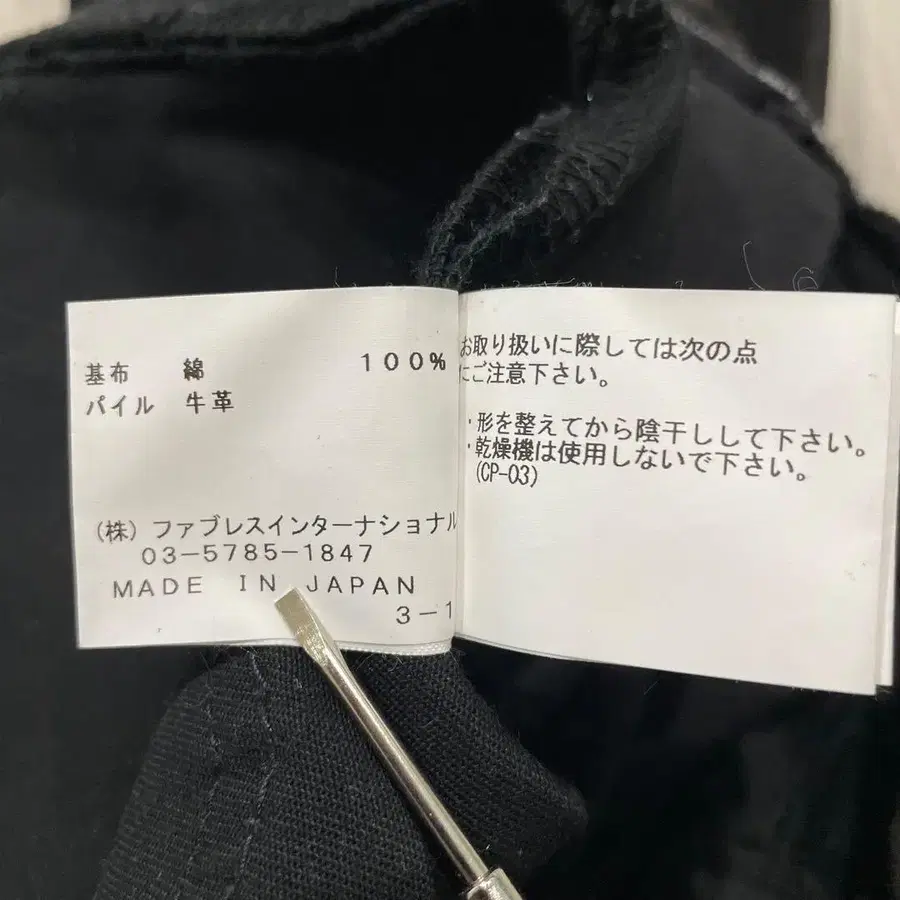 基布 綿 100%
パイル 牛革
(株)ファブレスインターナショナル
03-5785-1847
MADE IN JAPAN
3-1
お取り扱いに際しては次の点
にご注意下さい。
・形を整えてから陰干しして下さい。
・乾燥機は使用しないで下さい。
(CP-03)